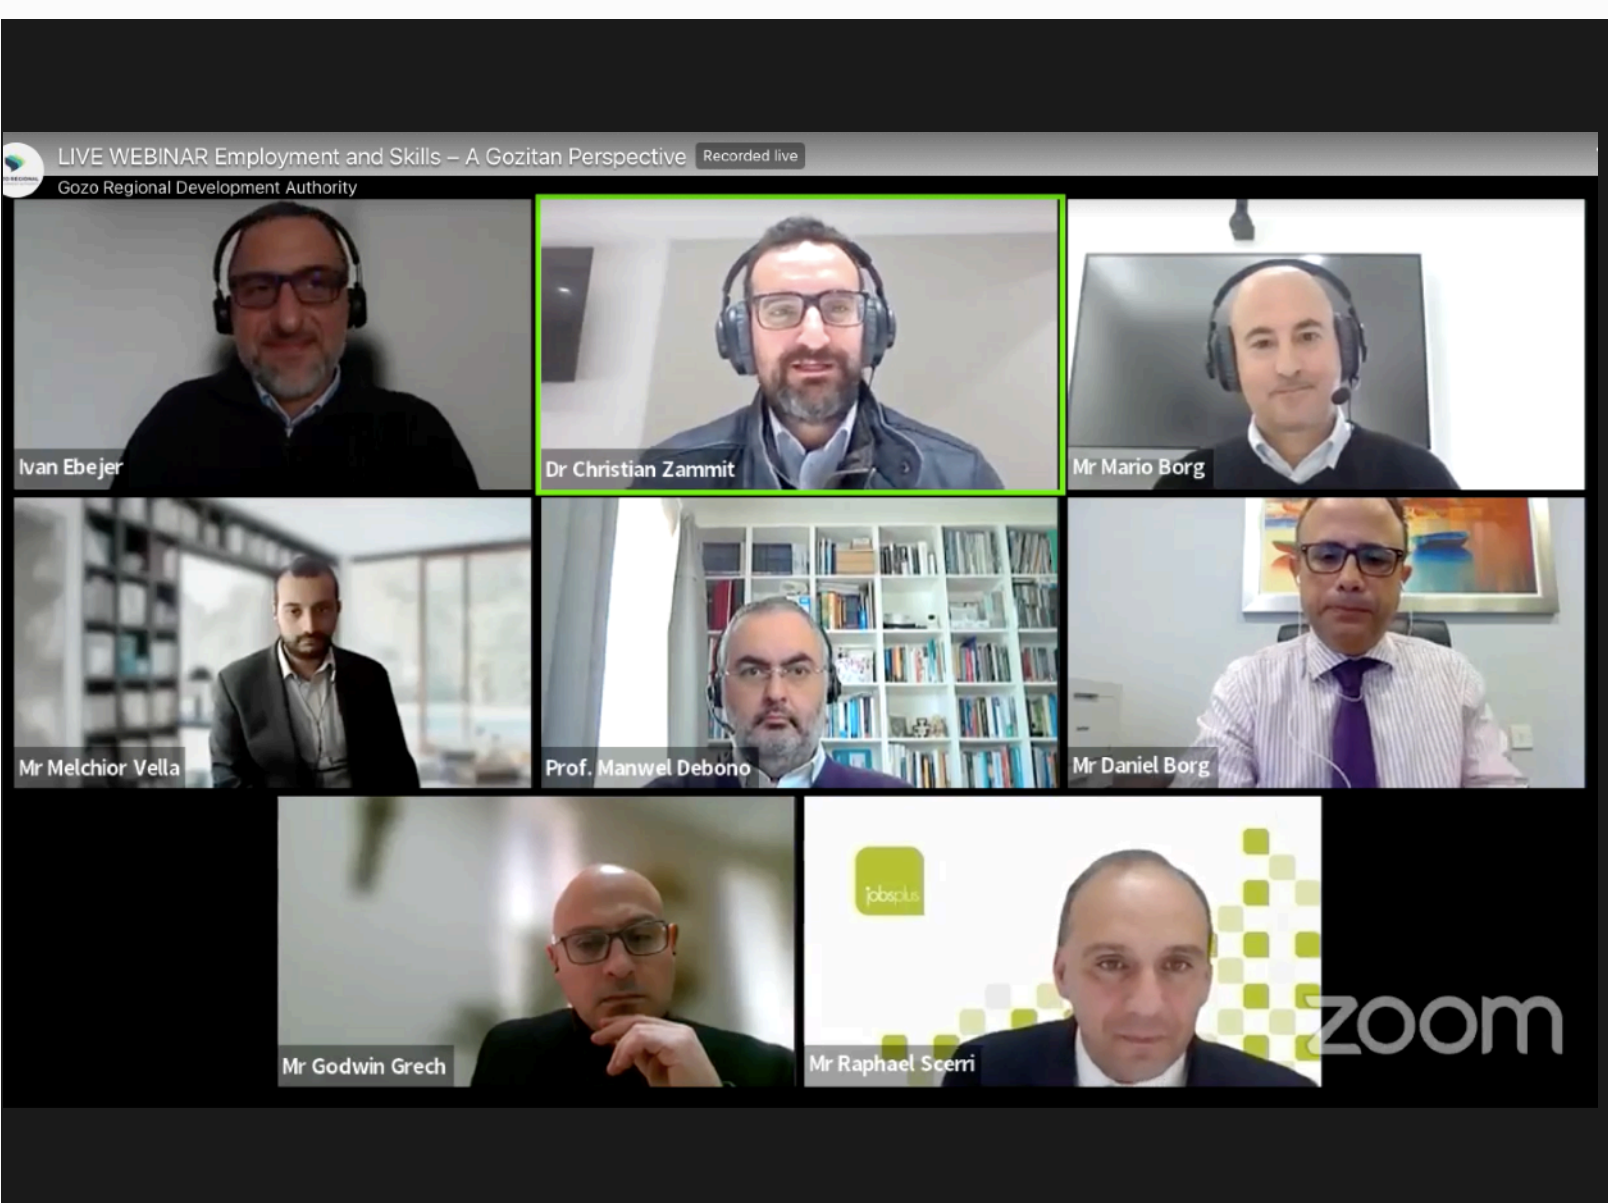 LIVE WEBINAR Employment and Skills – A Gozitan Perspective Recorded live
Gozo Regional Development Authority
Ivan Ebejer
Dr Christian Zammit
Mr Mario Borg
Mr Melchior Vella
Prof. Manwel Debono
Mr Daniel Borg
jobsplus
Mr Godwin Grech
Mr Raphael Scerri
zoom